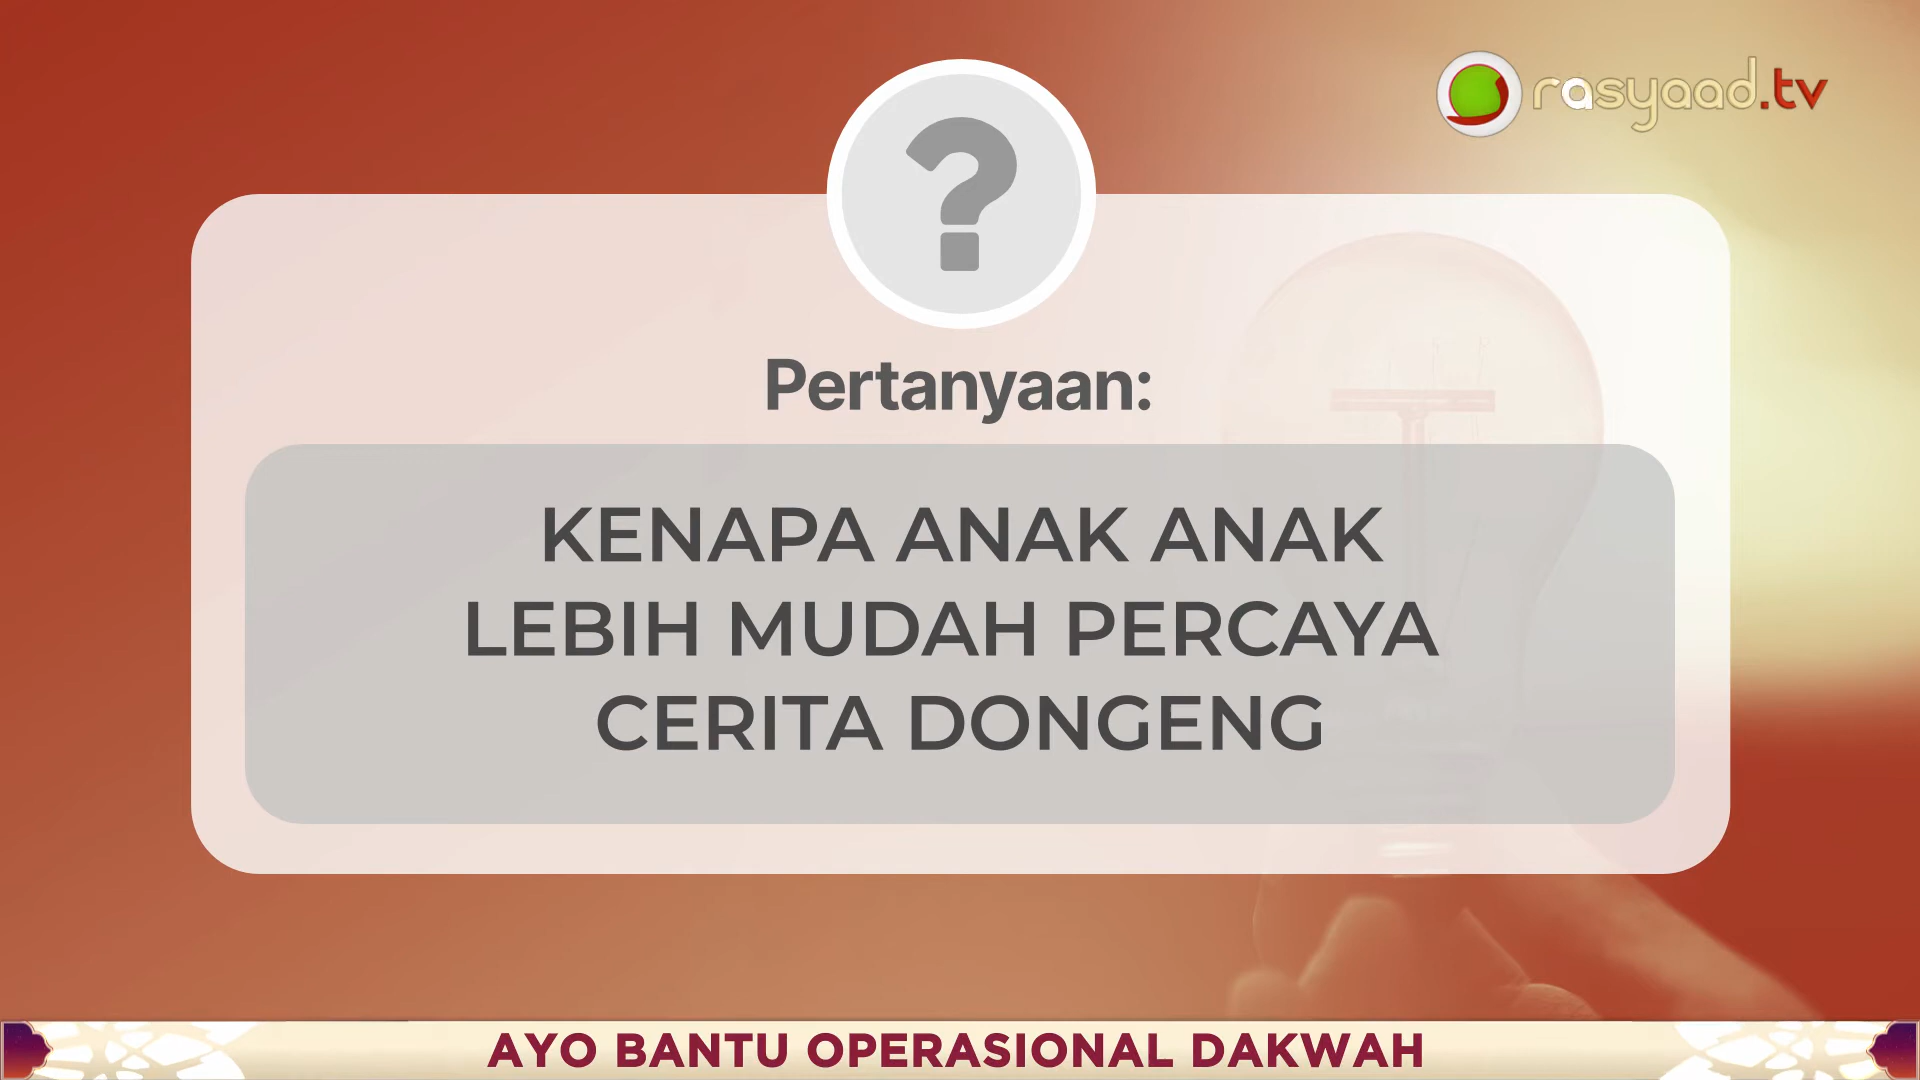 rasyaad.tv
?
Pertanyaan:
KENAPA ANAK ANAK
LEBIH MUDAH PERCAYA
CERITA DONGENG
AYO BANTU OPERASIONAL DAKWAH